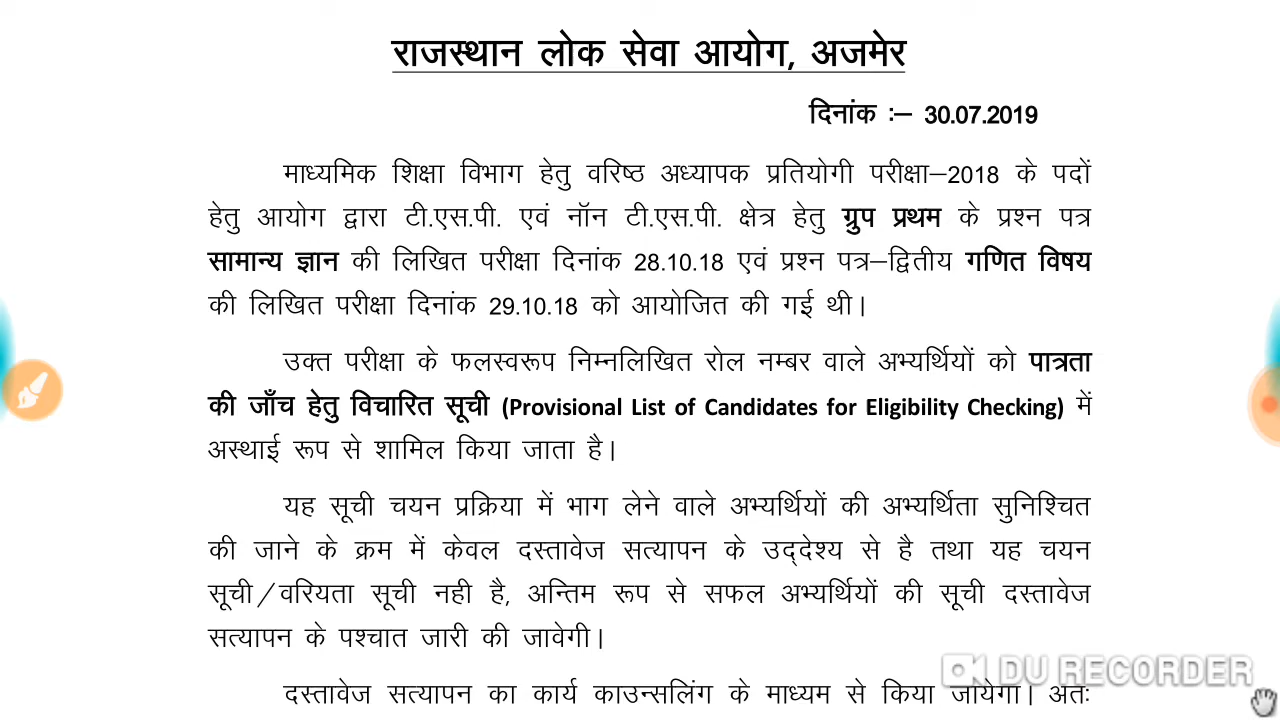 राजस्थान लोक सेवा आयोग, अजमेर
दिनांक :– 30.07.2019
माध्यमिक शिक्षा विभाग हेतु वरिष्ठ अध्यापक प्रतियोगी परीक्षा–2018 के पदों
हेतु आयोग द्वारा टी.एस.पी. एवं नॉन टी.एस.पी. क्षेत्र हेतु ग्रुप प्रथम के प्रश्न पत्र
सामान्य ज्ञान की लिखित परीक्षा दिनांक 28.10.18 एवं प्रश्न पत्र–द्वितीय गणित विषय
की लिखित परीक्षा दिनांक 29.10.18 को आयोजित की गई थी।
उक्त परीक्षा के फलस्वरूप निम्नलिखित रोल नम्बर वाले अभ्यर्थियों को पात्रता
की जाँच हेतु विचारित सूची (Provisional List of Candidates for Eligibility Checking) में
अस्थाई रूप से शामिल किया जाता है।
यह सूची चयन प्रक्रिया में भाग लेने वाले अभ्यर्थियों की अभ्यर्थिता सुनिश्चित
की जाने के क्रम में केवल दस्तावेज सत्यापन के उद्देश्य से है तथा यह चयन
सूची/वरियता सूची नही है, अन्तिम रूप से सफल अभ्यर्थियों की सूची दस्तावेज
सत्यापन के पश्चात जारी की जावेगी।
दस्तावेज सत्यापन का कार्य काउन्सलिंग के माध्यम से किया जायेगा। अतः
DU RECORDER